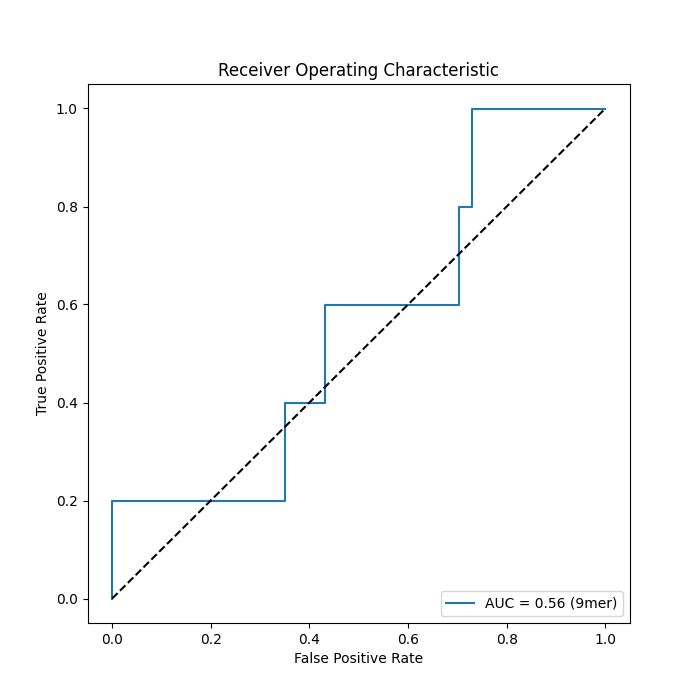 Receiver Operating Characteristic
1.0
0.8
0.6
0.4
0.2
0.0
True Positive Rate
0.0 0.2 0.4 0.6 0.8 1.0
False Positive Rate
AUC = 0.56 (9mer)